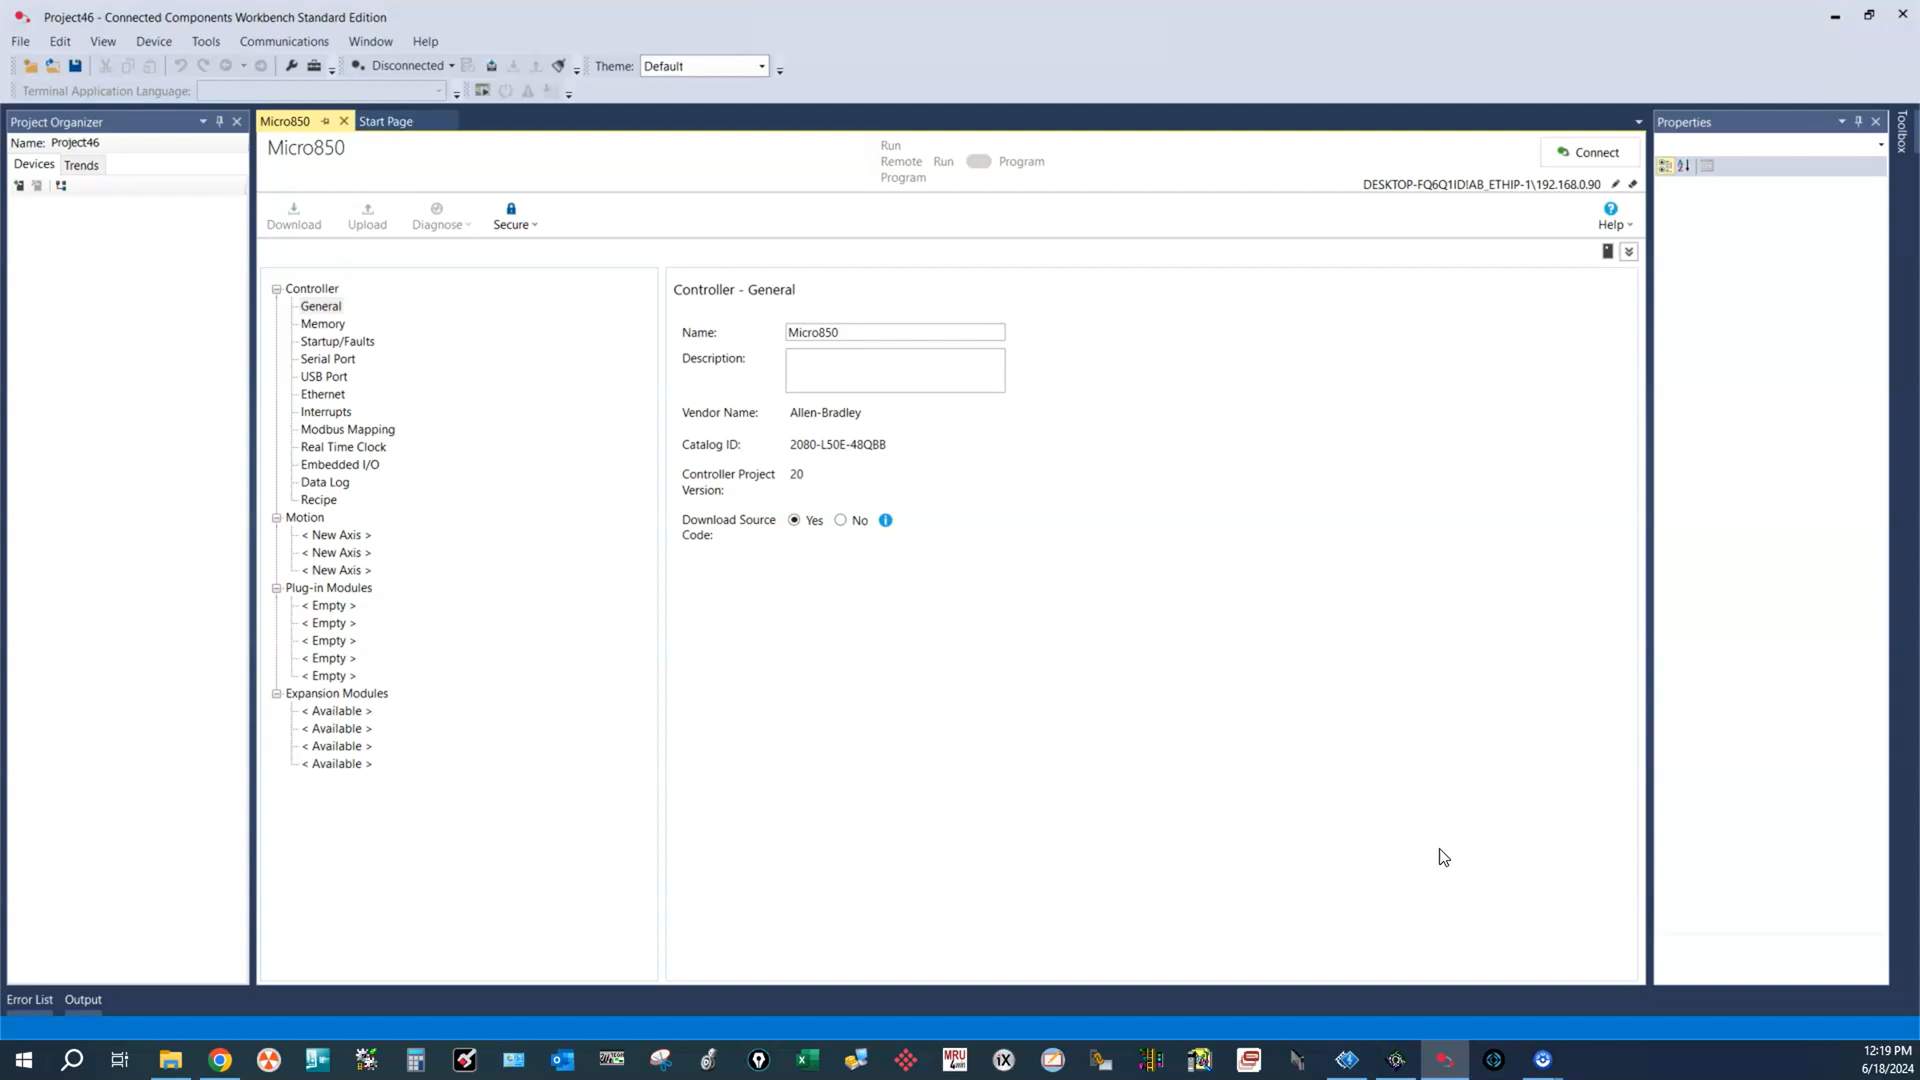 Project46 - Connected Components Workbench Standard Edition
File Edit View Device Tools Communications Window Help
Disconnected Theme: Default
Terminal Application Language:
Project Organizer
Name: Project46
Devices Trends
Micro850 Start Page
Micro850
Run
Remote Run Program
Program
Connect
DESKTOP-FQ6Q1ID!AB_ETHIP-1\192.168.0.90
Download Upload Diagnose Secure Help
Controller
General
Memory
Startup/Faults
Serial Port
USB Port
Ethernet
Interrupts
Modbus Mapping
Real Time Clock
Embedded I/O
Data Log
Recipe
Motion
< New Axis >
< New Axis >
< New Axis >
Plug-in Modules
< Empty >
< Empty >
< Empty >
< Empty >
< Empty >
Expansion Modules
< Available >
< Available >
< Available >
< Available >
Controller - General
Name: Micro850
Description:
Vendor Name: Allen-Bradley
Catalog ID: 2080-L50E-48QBB
Controller Project 20
Version:
Download Source Yes No
Code:
Properties
Toolbox
Error List Output
MRU
iX
12:19 PM
6/18/2024